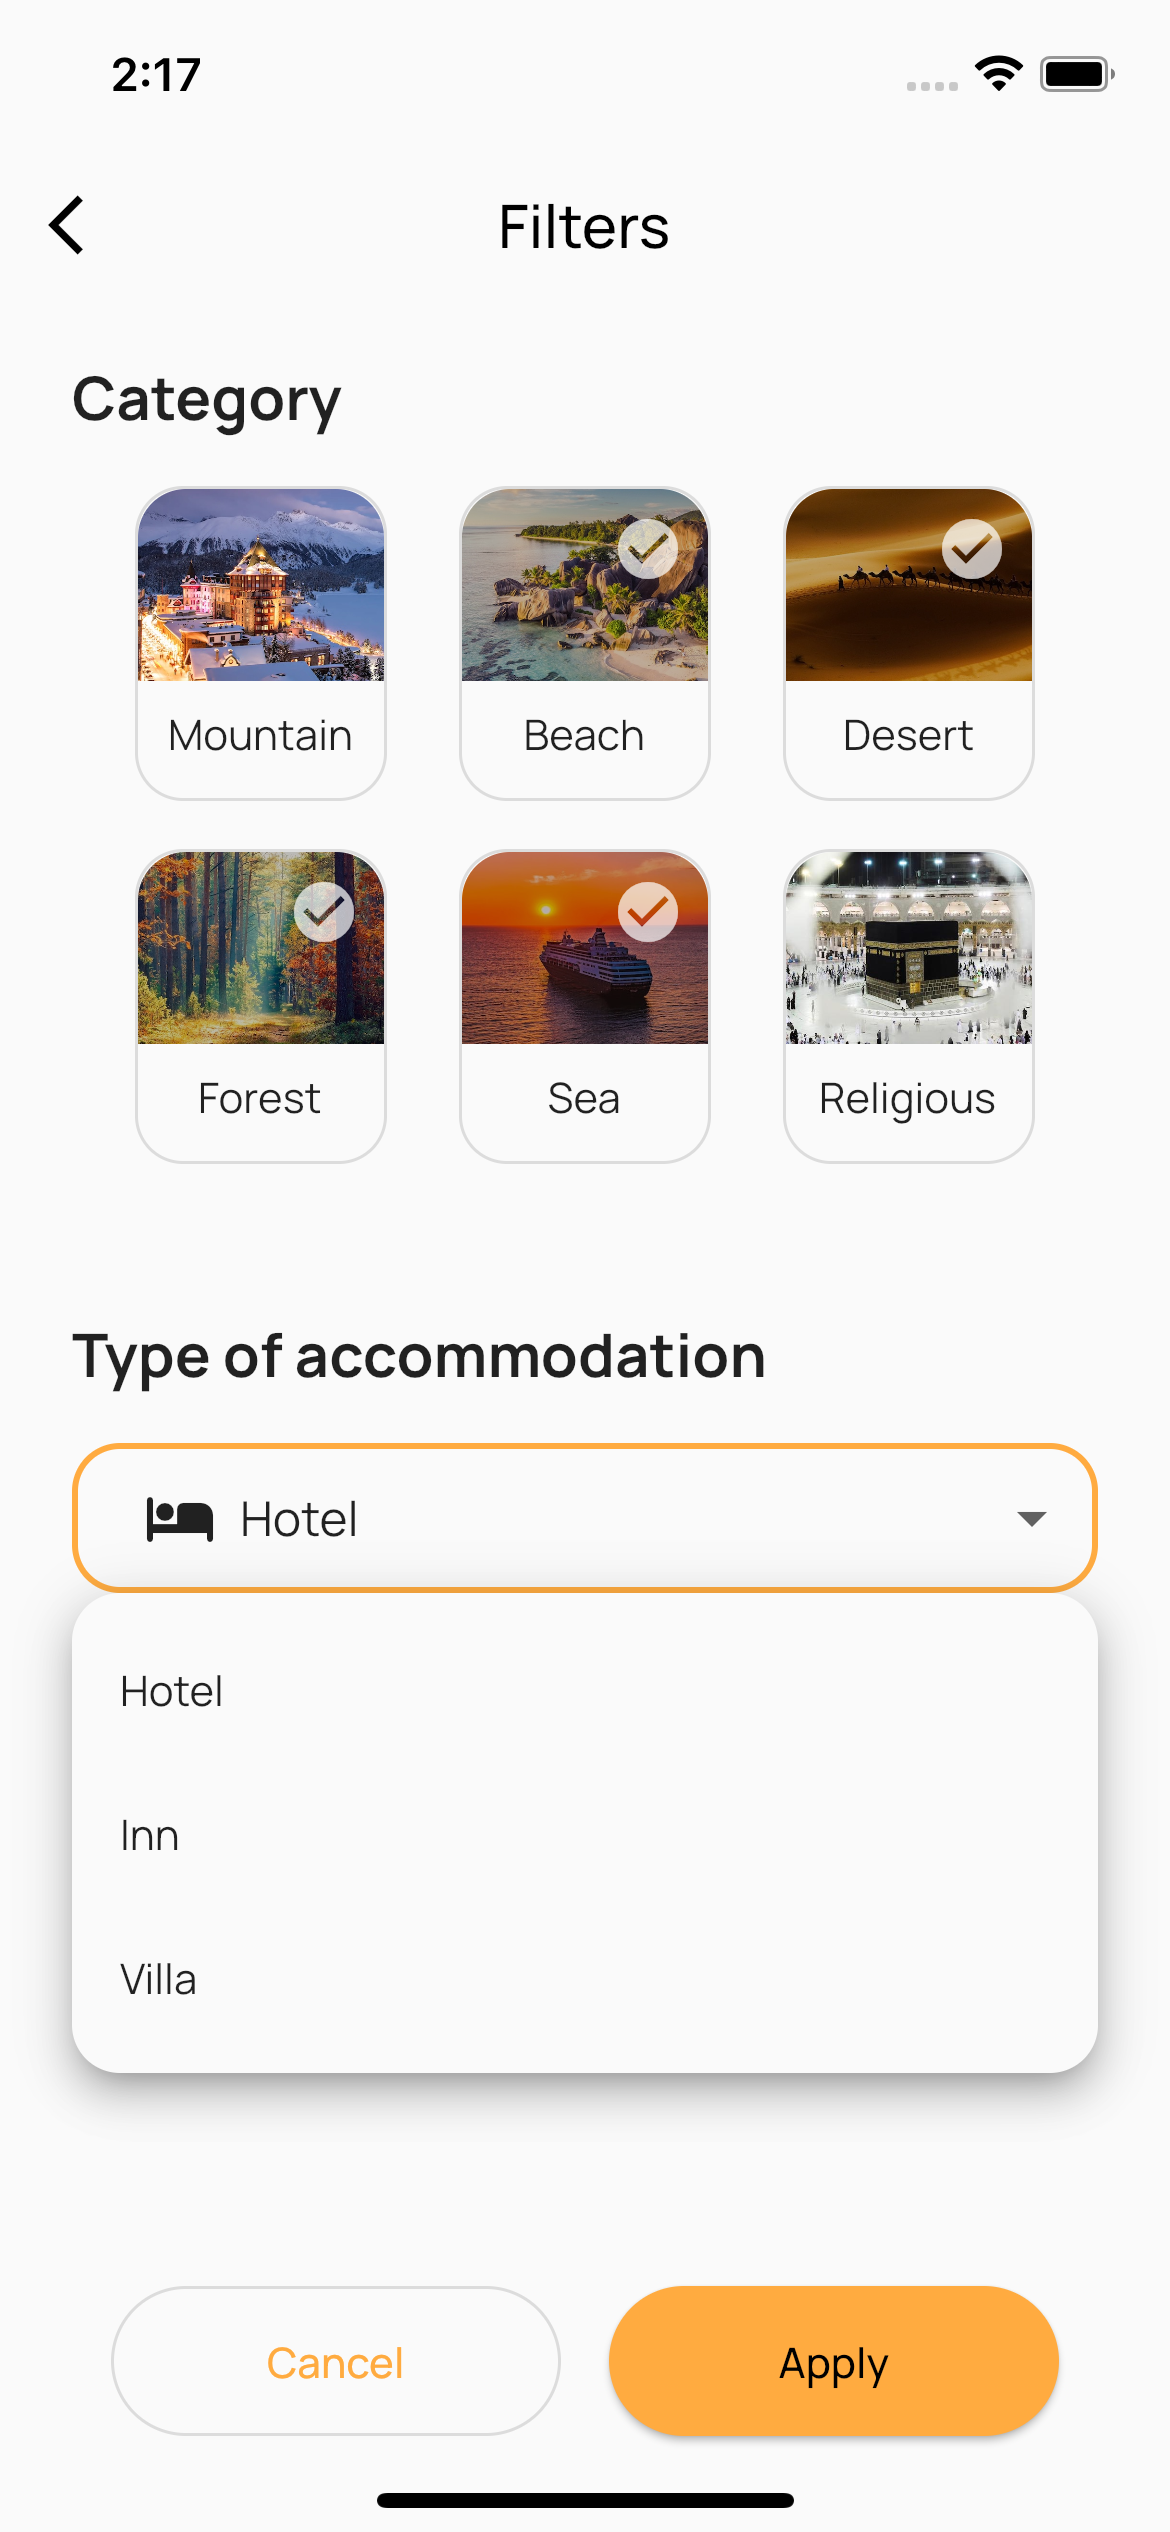 2:17
Filters
Category
Mountain
Beach
Desert
Forest
Sea
Religious
Type of accommodation
Hotel
Hotel
Inn
Villa
Cancel
Apply